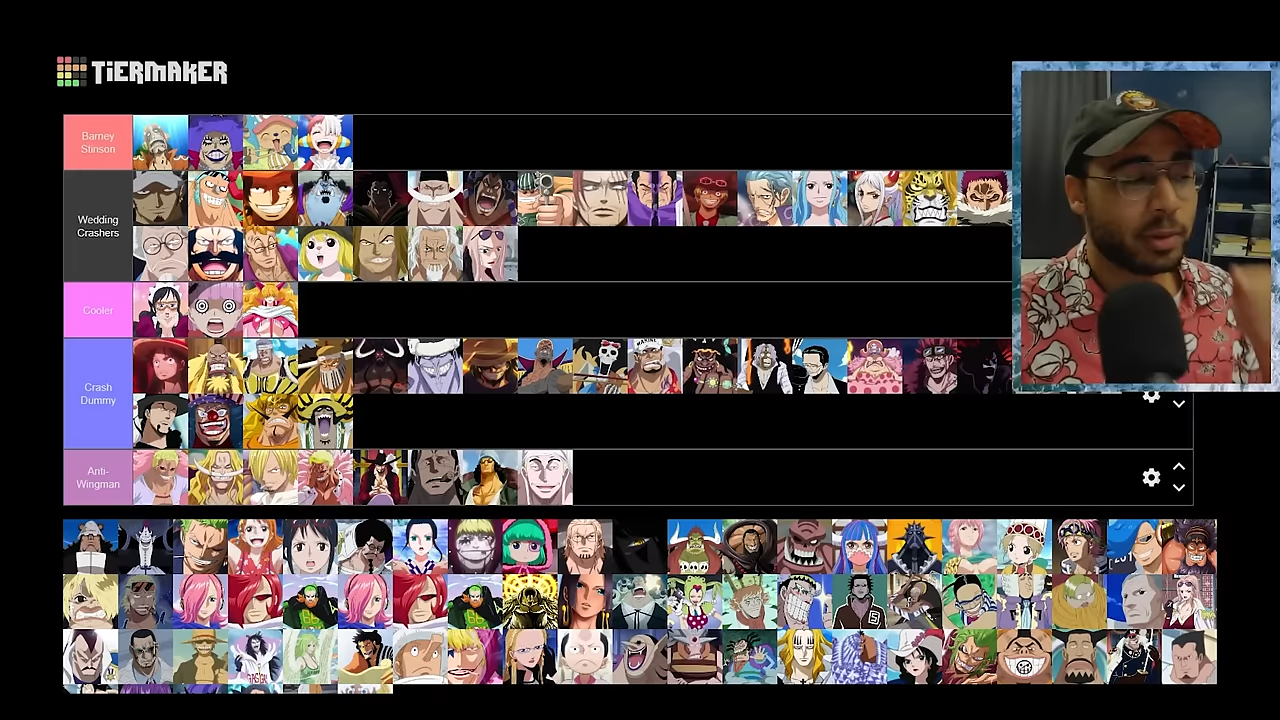 TiERMAKER
Barney
Stinson
Wedding
Crashers
Cooler
Crash
Dummy
Anti-
Wingman